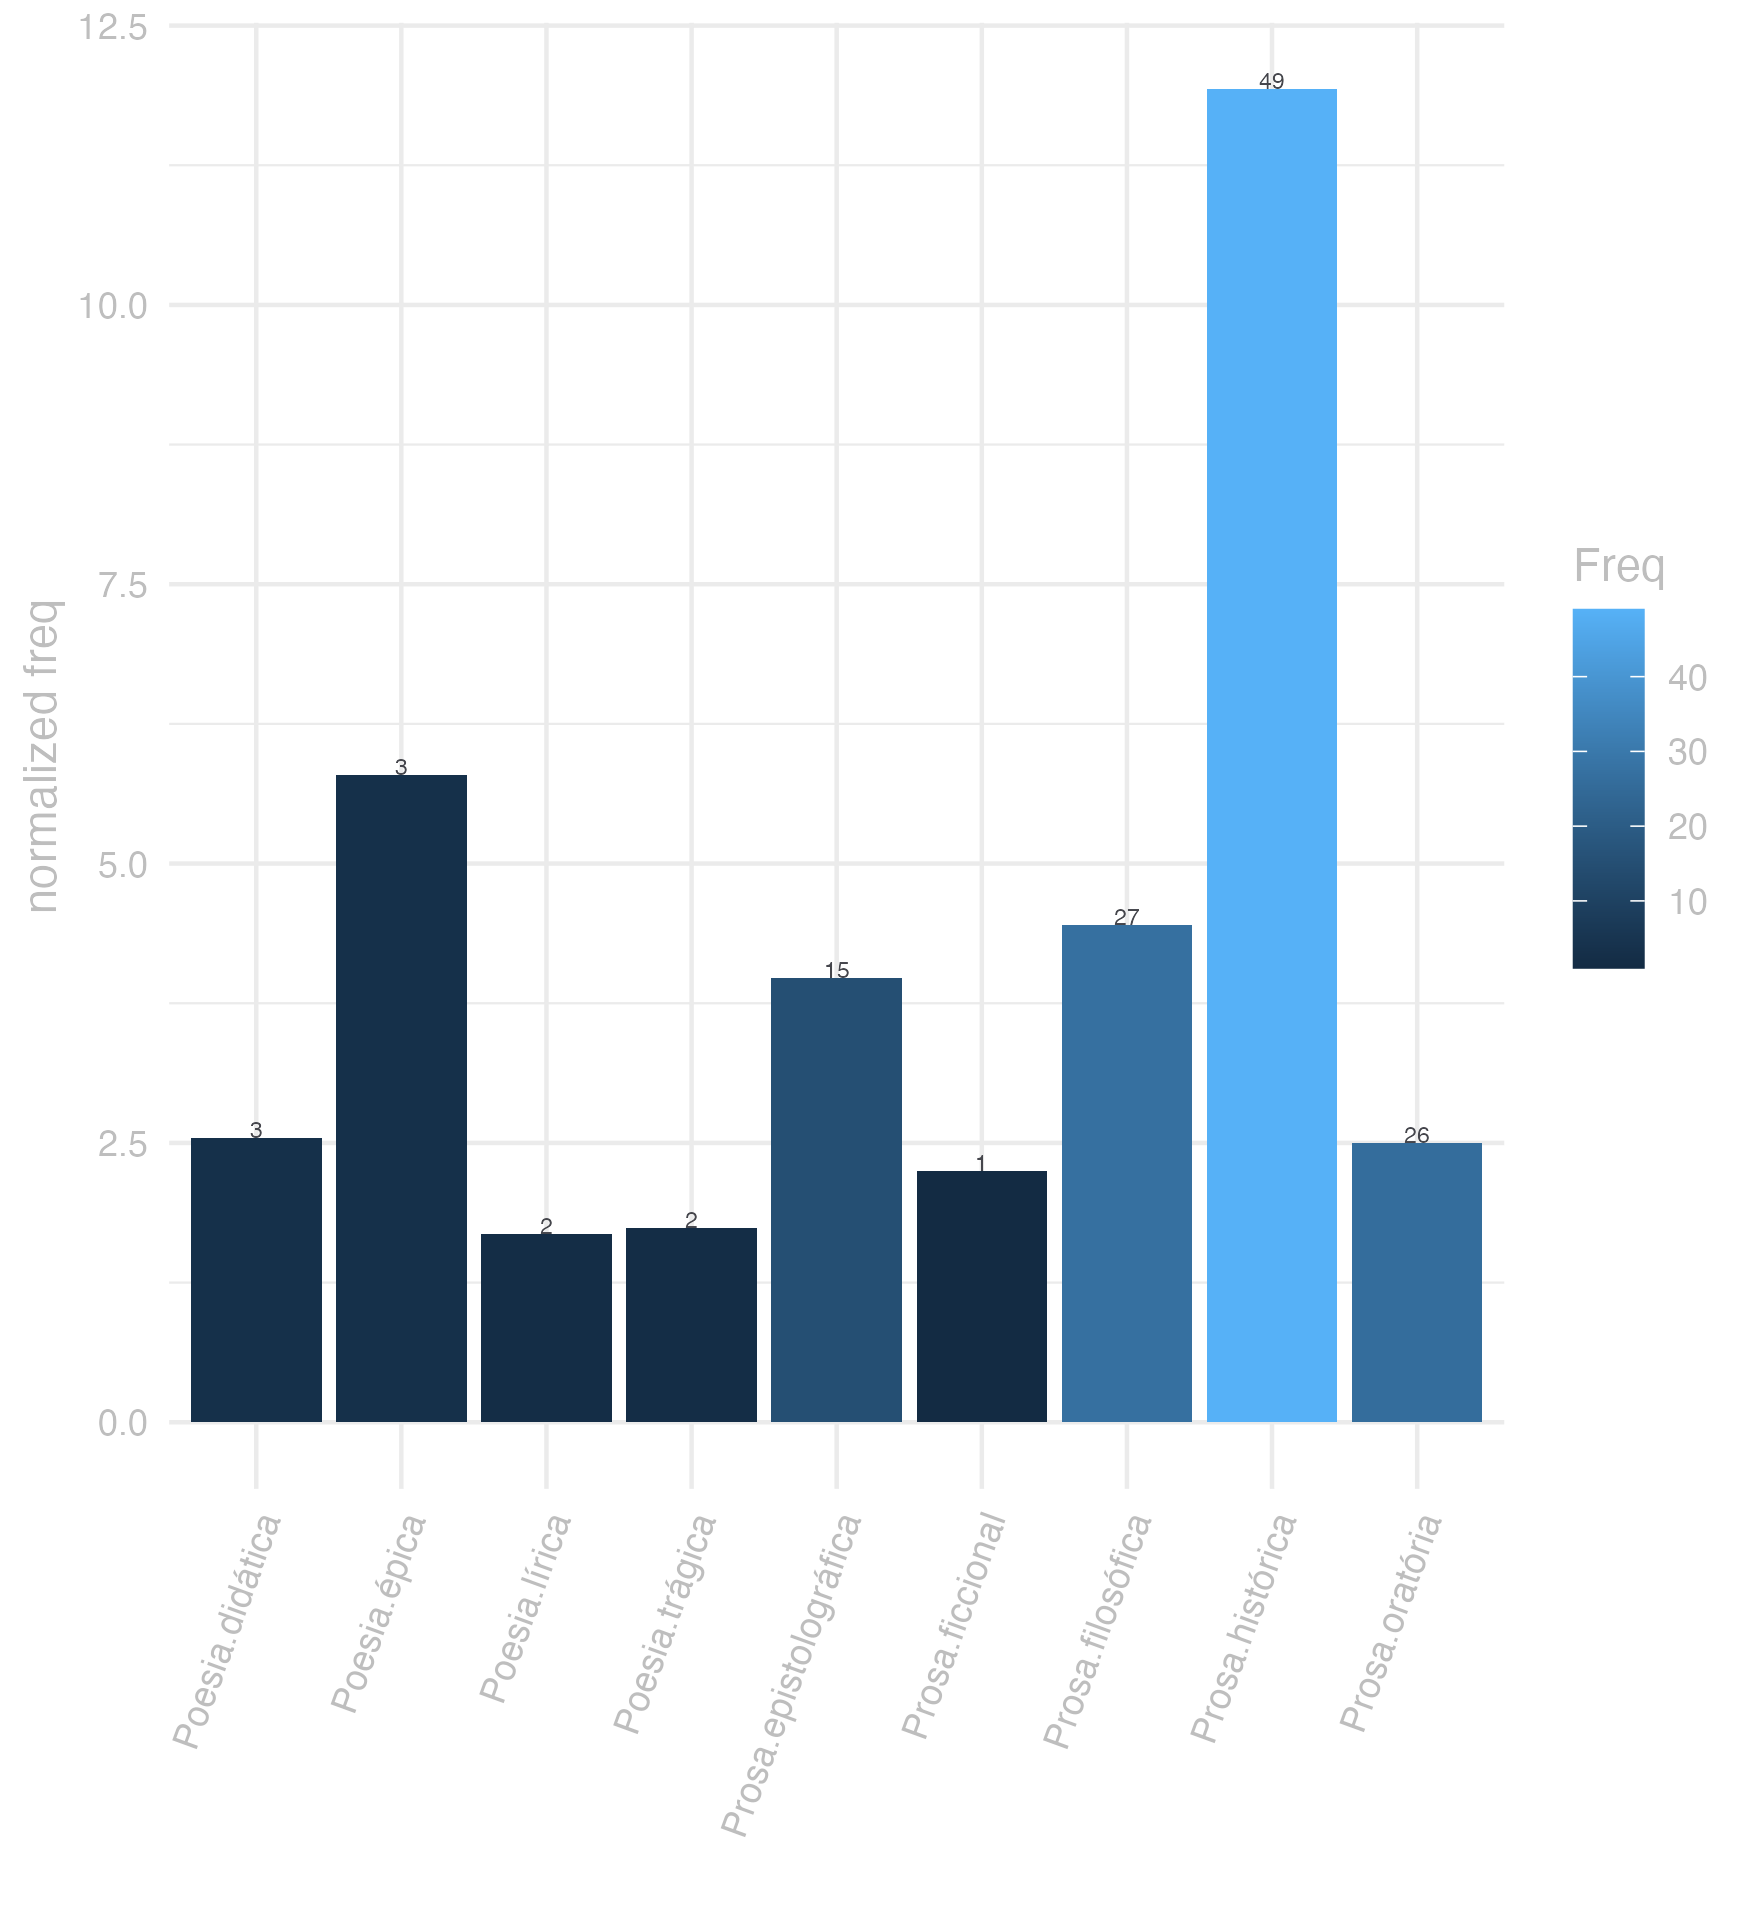 12.5
10.0
7.5
5.0
2.5
0.0
normalized freq
3
3
2
2
15
1
27
49
26
Poesia.didática
Poesia.épica
Poesia.lírica
Poesia.trágica
Prosa.epistolográfica
Prosa.ficcional
Prosa.filosófica
Prosa.histórica
Prosa.oratória
Freq
40
30
20
10